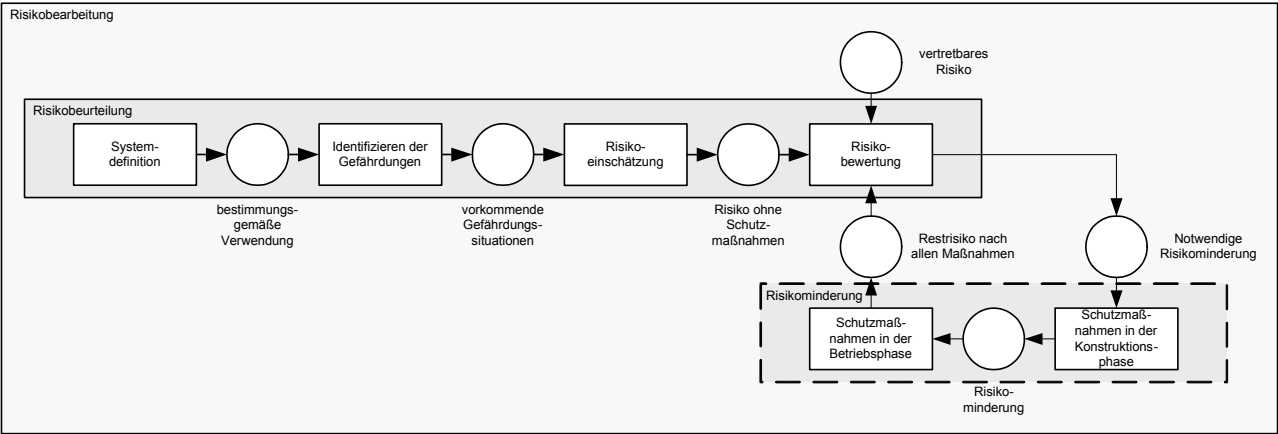 Risikobearbeitung
vertretbares
Risiko
Risikobeurteilung
System-
definition
Identifizieren der
Gefährdungen
Risiko-
einschätzung
Risiko-
bewertung
bestimmungs-
gemäße
Verwendung
vorkommende
Gefährdungs-
situationen
Risiko ohne
Schutz-
maßnahmen
Restrisiko nach
allen Maßnahmen
Notwendige
Risikominderung
Risikominderung
Schutzmaß-
nahmen in der
Betriebsphase
Schutzmaß-
nahmen in der
Konstruktions-
phase
Risiko-
minderung